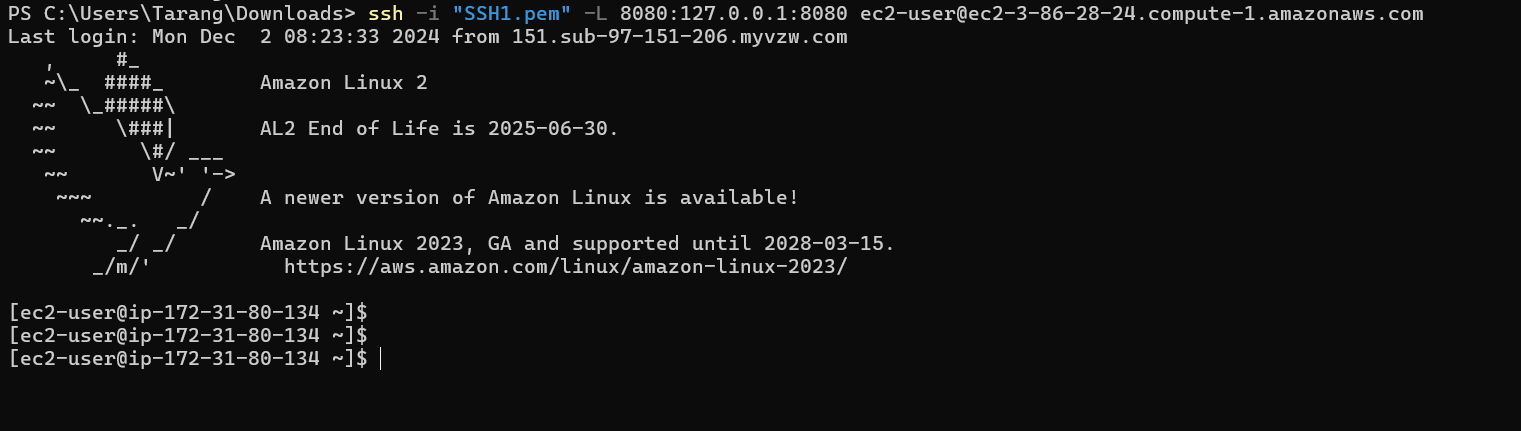 PS C:\Users\Tarang\Downloads> ssh -i "SSH1.pem" -L 8080:127.0.0.1:8080 ec2-user@ec2-3-86-28-24.compute-1.amazonaws.com
Last login: Mon Dec  2 08:23:33 2024 from 151.sub-97-151-206.myvzw.com
   ,     #_
   ~\_  ####_        Amazon Linux 2
  ~~  \_#####\
  ~~     \###|       AL2 End of Life is 2025-06-30.
  ~~       \#/ ___
   ~~       V~' '->
    ~~~         /    A newer version of Amazon Linux is available!
      ~~._.   _/
         _/ _/       Amazon Linux 2023, GA and supported until 2028-03-15.
       _/m/'           https://aws.amazon.com/linux/amazon-linux-2023/

[ec2-user@ip-172-31-80-134 ~]$
[ec2-user@ip-172-31-80-134 ~]$
[ec2-user@ip-172-31-80-134 ~]$